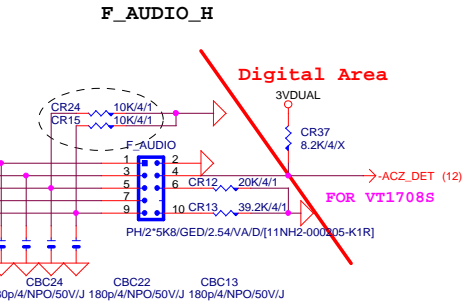 F_AUDIO_H
Digital Area
3VDUAL
CR24 10K/4/1
CR15 10K/4/1
CR37
8.2K/4/X
F_AUDIO
1 2
3 4
5 6
7
9 10
CR12 20K/4/1
CR13 39.2K/4/1
-ACZ_DET (12)
FOR VT1708S
PH/2*5K8/GED/2.54/VA/D/[11NH2-000205-K1R]
CBC24 CBC22 CBC13
80p/4/NPO/50V/J 180p/4/NPO/50V/J 180p/4/NPO/50V/J